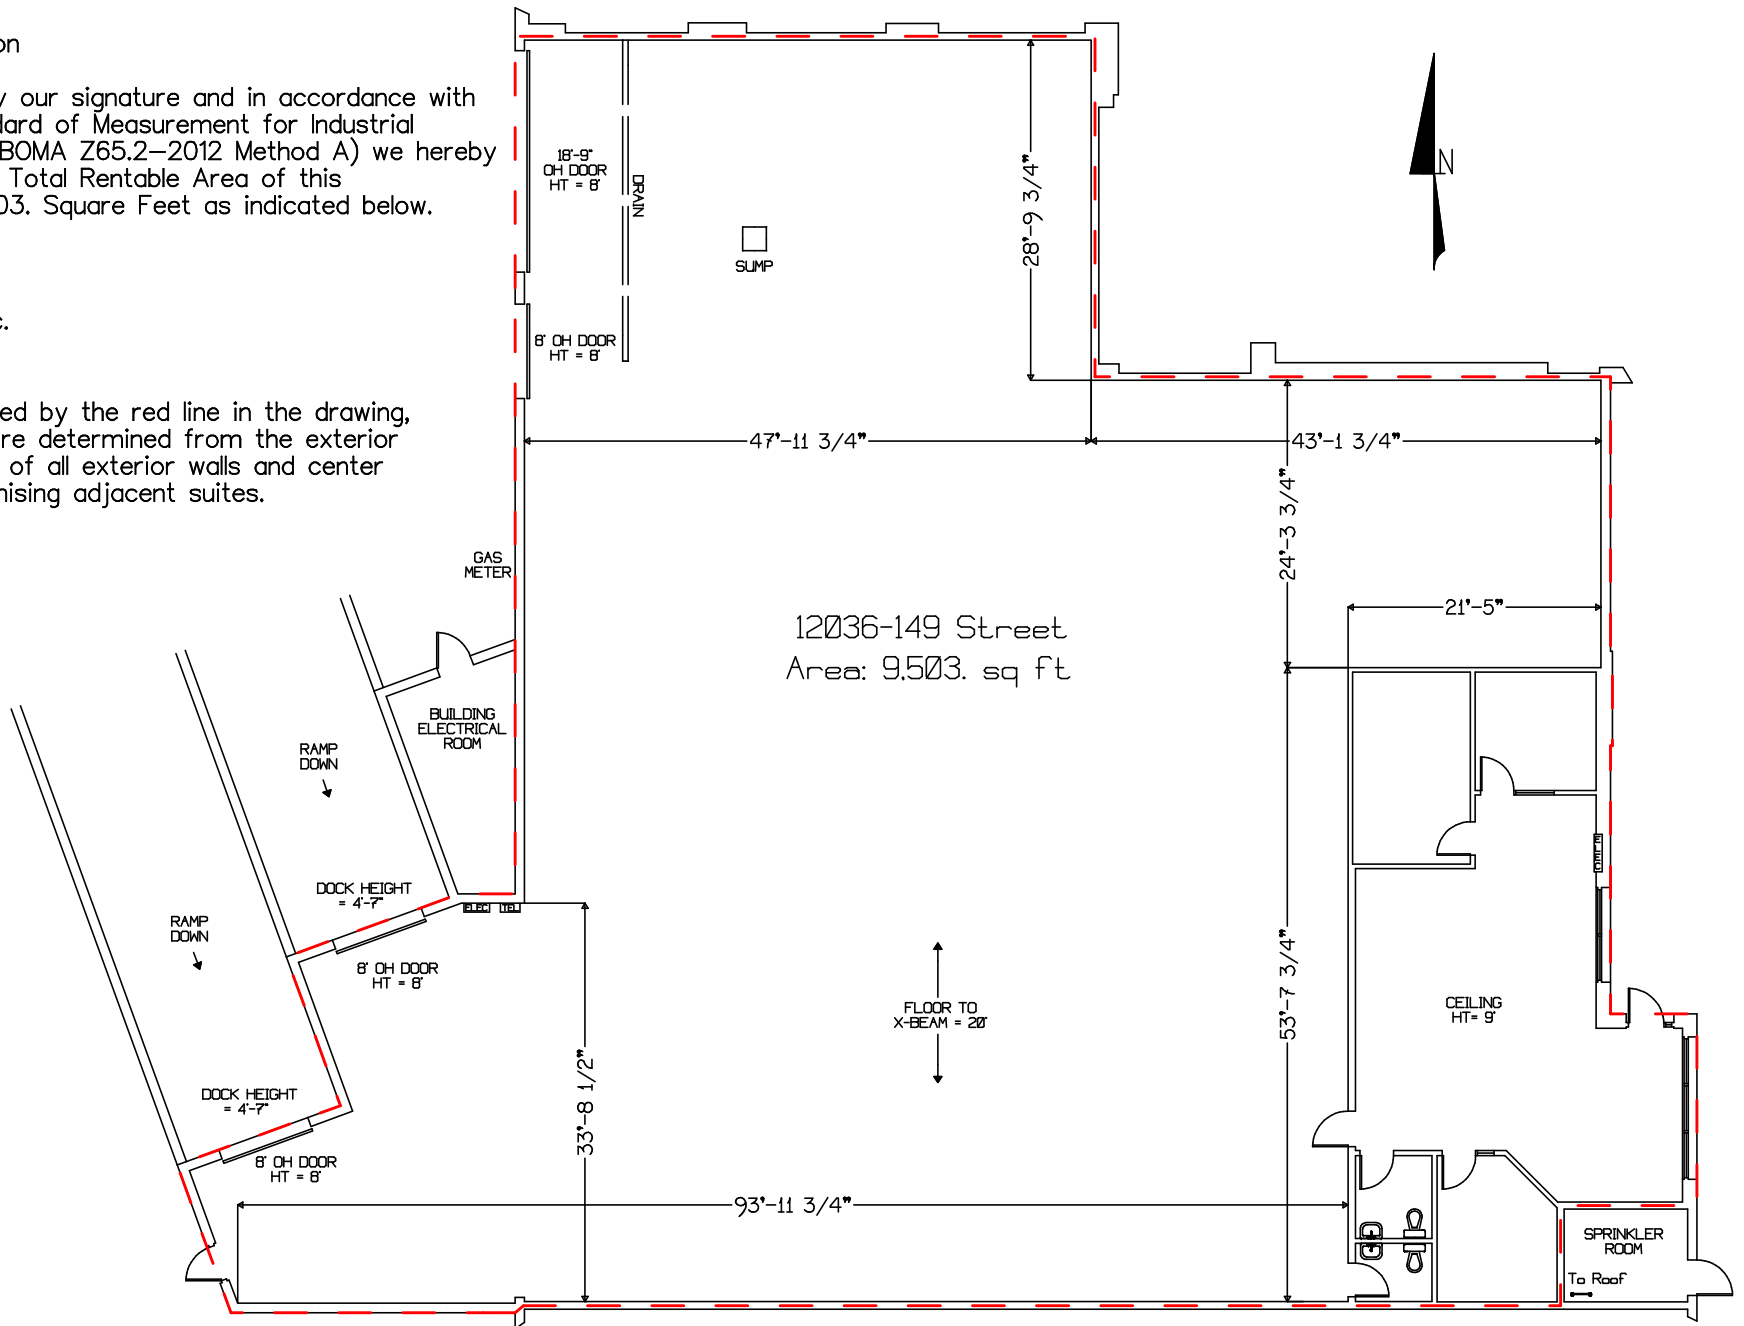 on
y our signature and in accordance with
dard of Measurement for Industrial
BOMA Z65.2-2012 Method A) we hereby
Total Rentable Area of this
03. Square Feet as indicated below.
c.
ed by the red line in the drawing,
re determined from the exterior
of all exterior walls and center
nising adjacent suites.
18'-9"
OH DOOR
HT = 8'
DRAIN
SUMP
28'-9 3/4"
N
8' OH DOOR
HT = 8'
47'-11 3/4"
43'-1 3/4"
24'-3 3/4"
GAS
METER
21'-5"
12036-149 Street
Area: 9,503. sq ft
BUILDING
ELECTRICAL
ROOM
RAMP
DOWN
ELEC
DOCK HEIGHT
= 4'-7"
ELEC
TEL
RAMP
DOWN
8' OH DOOR
HT = 8'
FLOOR TO
X-BEAM = 20'
53'-7 3/4"
CEILING
HT= 9'
33'-8 1/2"
DOCK HEIGHT
= 4'-7"
8' OH DOOR
HT = 8'
93'-11 3/4"
SPRINKLER
ROOM
To Roof